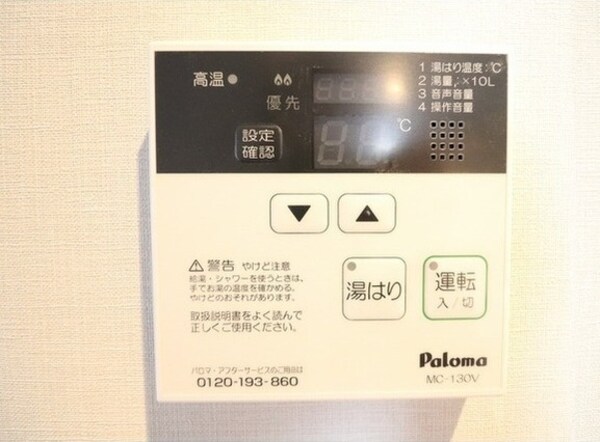 高温
優先
設定
確認
1 湯はり温度:℃
2 湯量:×10L
3 音声音量
4 操作音量
℃
▼
▲
⚠警告 やけど注意
給湯・シャワーを使うときは、
手でお湯の温度を確かめる。
やけどのおそれがあります。
取扱説明書をよく読んで
正しくご使用ください。
湯はり
運転
入/切
パロマ・アフターサービスのご用命は
0120-193-860
Paloma
MC-130V